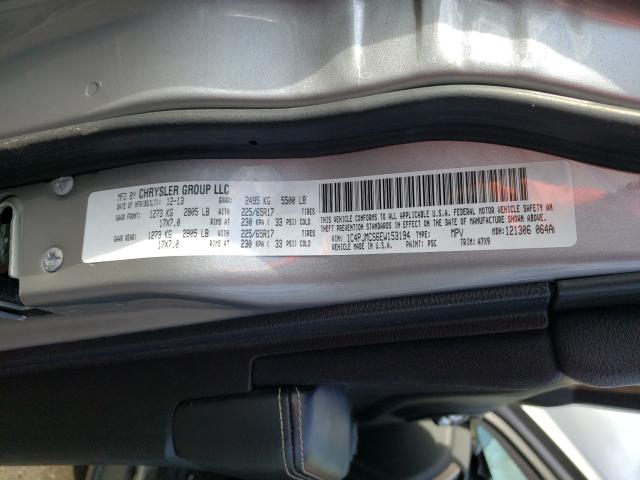 MFD BY CHRYSLER GROUP LLC
DATE OF MFR 12-13 GVWR: 2495 KG 5500 LB
GAWR FRONT: 1273 KG 2805 LB WITH 225/65R17 TIRES
17X7.0 RIMS AT 230 KPA / 33 PSI COLD
GAWR REAR: 1273 KG 2805 LB WITH 225/65R17 TIRES
17X7.0 RIMS AT 230 KPA / 33 PSI COLD
THIS VEHICLE CONFORMS TO ALL APPLICABLE U.S.A. FEDERAL MOTOR VEHICLE SAFETY AND
THEFT PREVENTION STANDARDS IN EFFECT ON THE DATE OF MANUFACTURE SHOWN ABOVE.
VIN: 1C4PJMCS6EW153194 TYPE: MPV MDH: 121306 064A
VEHICLE MADE IN U.S.A. PAINT: PSC TRIM: A7X9